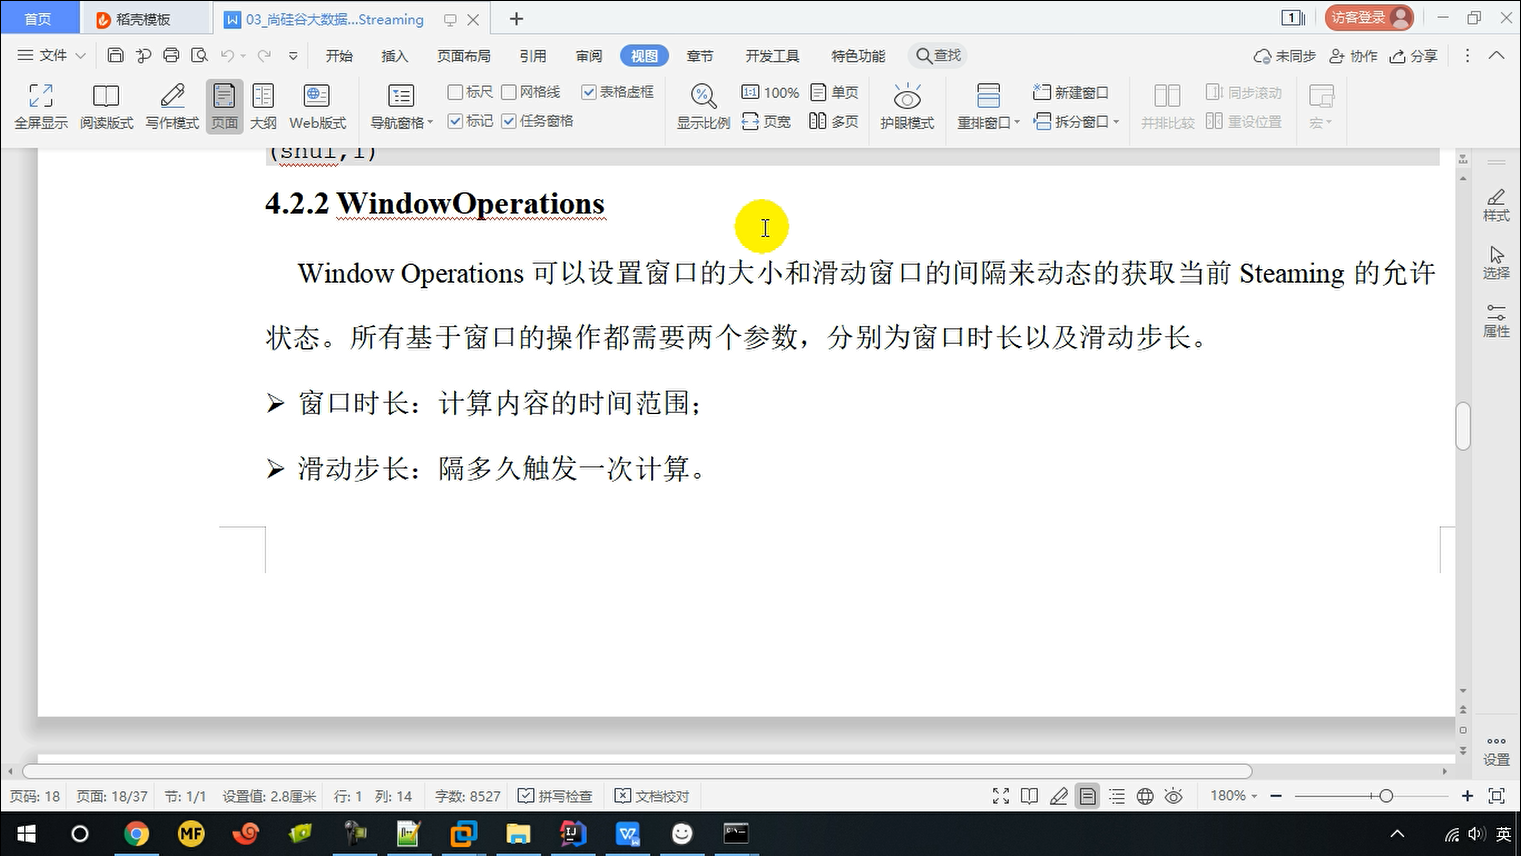 首页
稻壳模板
03_尚硅谷大数据...Streaming
1
访客登录
文件
开始
插入
页面布局
引用
审阅
视图
章节
开发工具
特色功能
查找
未同步
协作
分享
标尺
网格线
表格虚框
100%
单页
新建窗口
同步滚动
全屏显示
阅读版式
写作模式
页面
大纲
Web版式
导航窗格
标记
任务窗格
显示比例
页宽
多页
护眼模式
重排窗口
拆分窗口
并排比较
重设位置
宏
(shui,1)
4.2.2 WindowOperations
Window Operations 可以设置窗口的大小和滑动窗口的间隔来动态的获取当前 Steaming 的允许
状态。所有基于窗口的操作都需要两个参数，分别为窗口时长以及滑动步长。
➢ 窗口时长：计算内容的时间范围；
➢ 滑动步长：隔多久触发一次计算。
样式
选择
属性
设置
页码: 18
页面: 18/37
节: 1/1
设置值: 2.8厘米
行: 1
列: 14
字数: 8527
拼写检查
文档校对
180%
MF
英